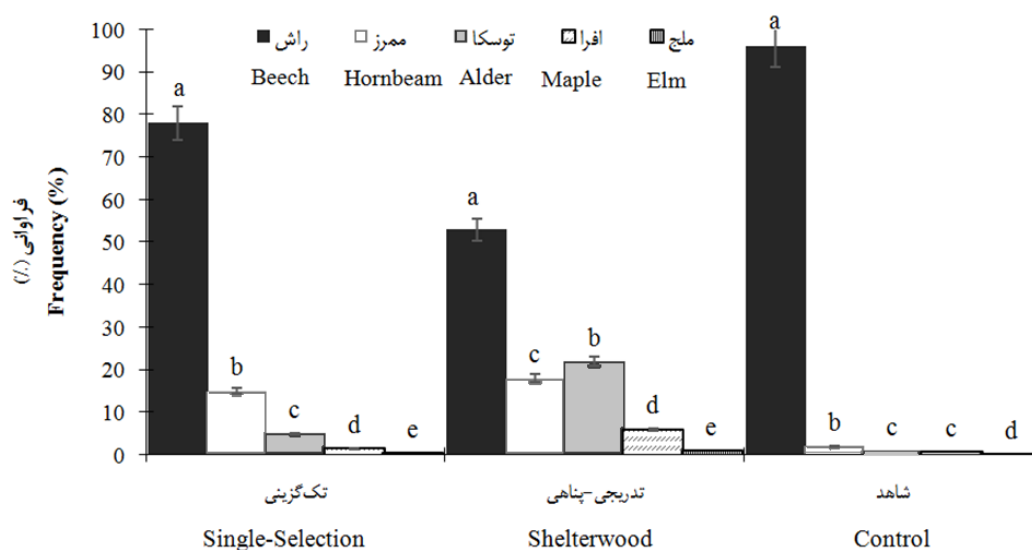 راش ممرز توسکا افرا ملج
Beech Hornbeam Alder Maple Elm
فراوانی (٪)
Frequency (%)
100
90
80
70
60
50
40
30
20
10
0
a b c d e
a c b d e
a b c c d
تک‌گزینی تدریجی-پناهی شاهد
Single-Selection Shelterwood Control